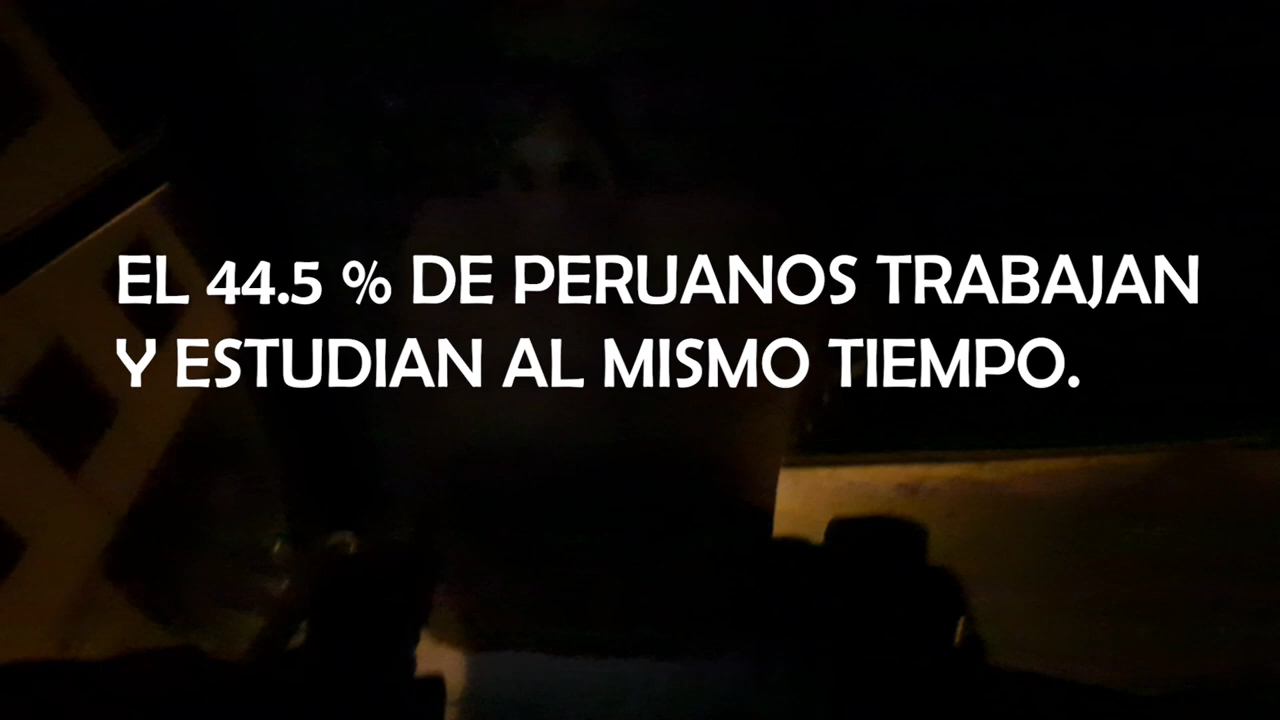 EL 44.5 % DE PERUANOS TRABAJAN
Y ESTUDIAN AL MISMO TIEMPO.